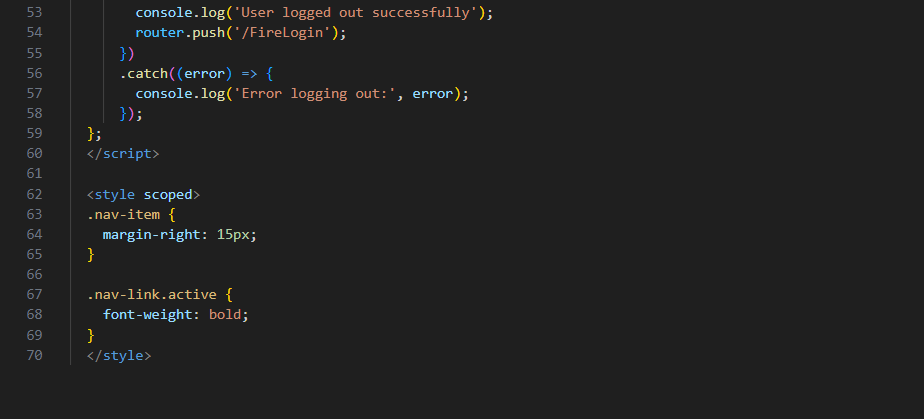 53 console.log('User logged out successfully');
54 router.push('/FireLogin');
55 })
56 .catch((error) => {
57 console.log('Error logging out:', error);
58 });
59 };
60 </script>
61
62 <style scoped>
63 .nav-item {
64 margin-right: 15px;
65 }
66
67 .nav-link.active {
68 font-weight: bold;
69 }
70 </style>